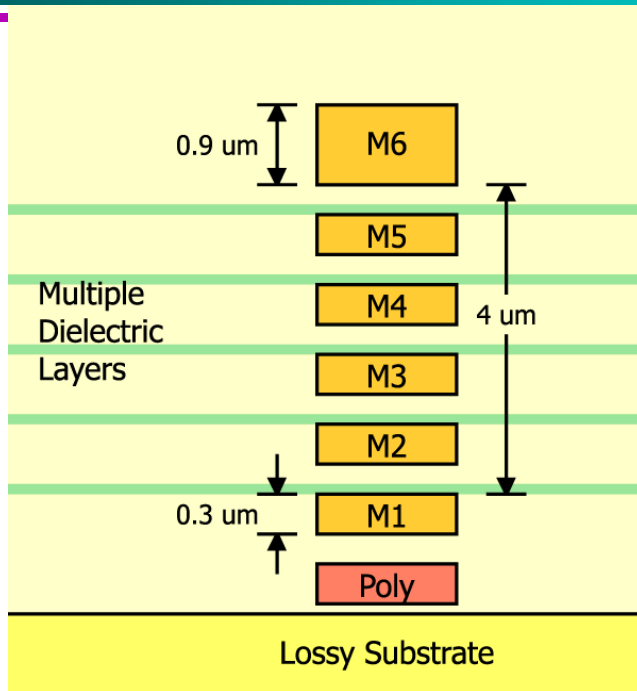 0.9 um
M6
M5
Multiple
Dielectric
Layers
M4
4 um
M3
M2
0.3 um
M1
Poly
Lossy Substrate